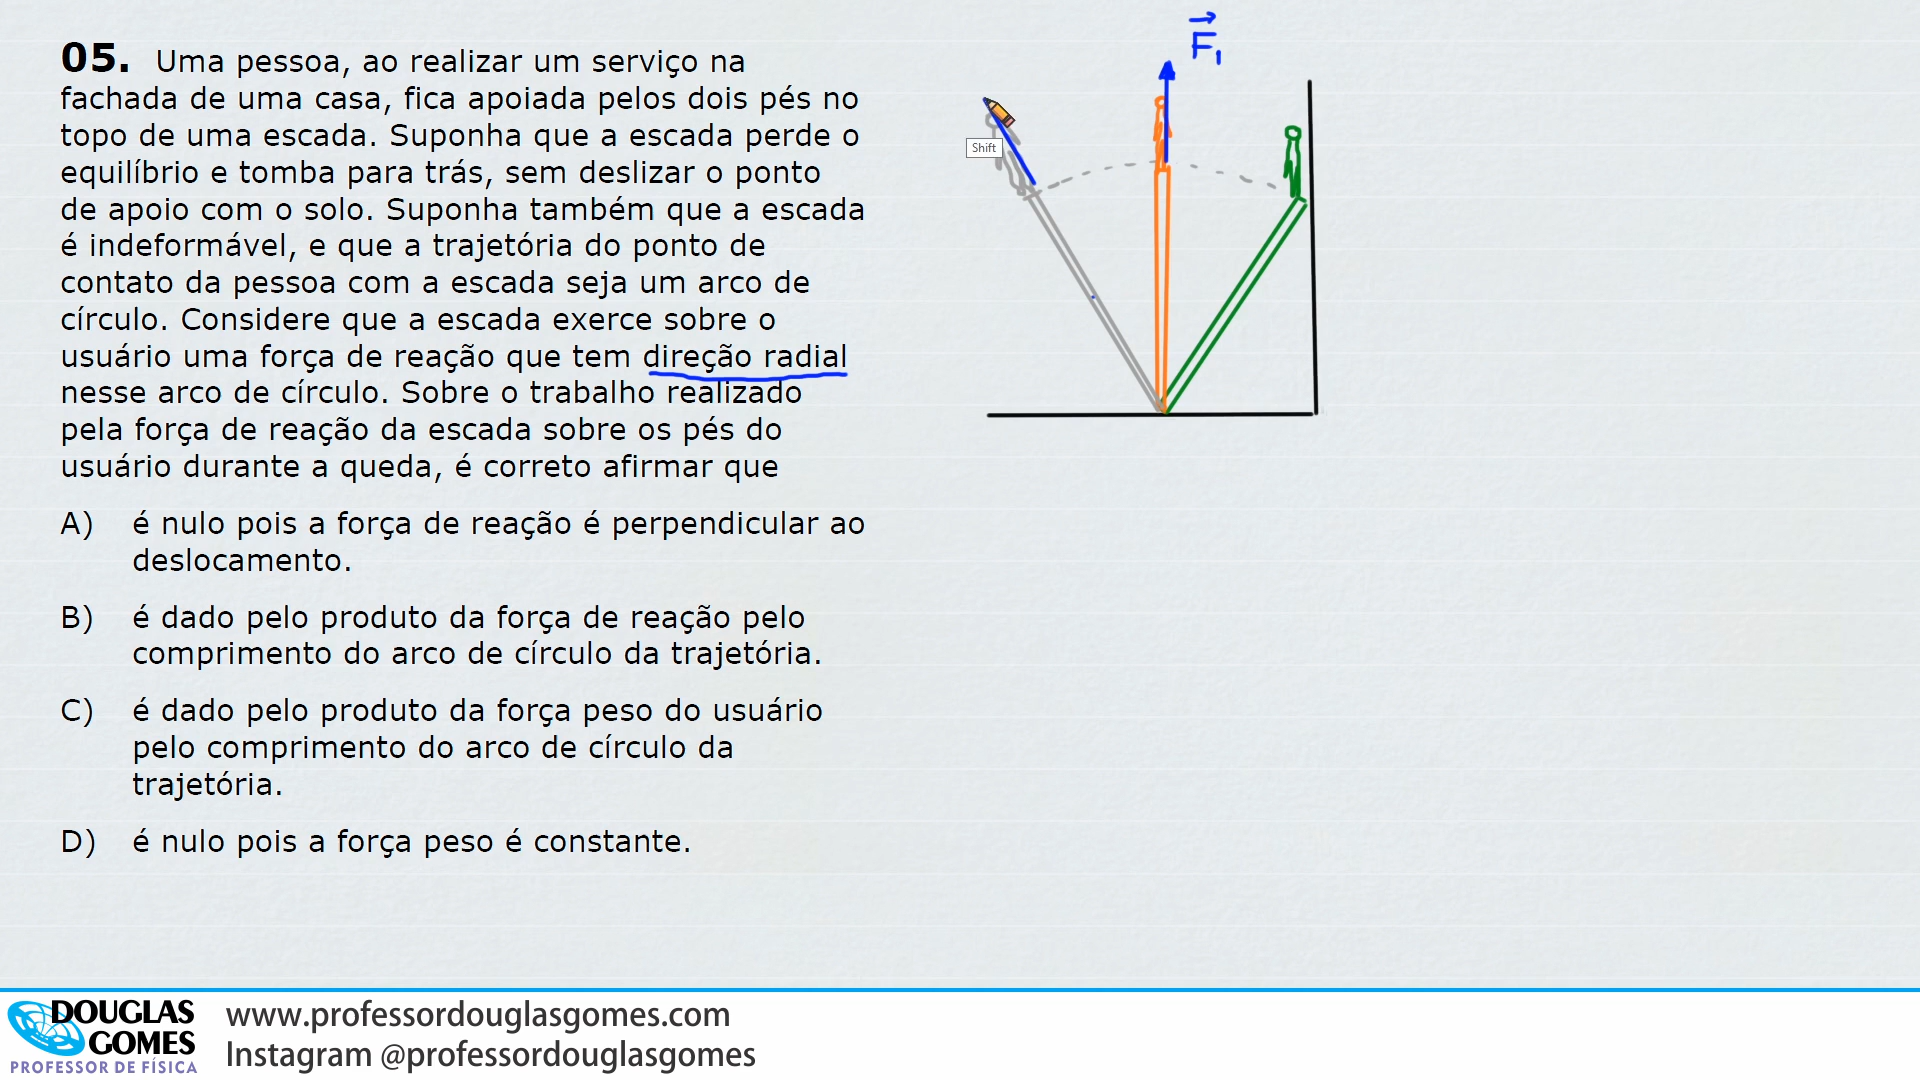 05. Uma pessoa, ao realizar um serviço na
fachada de uma casa, fica apoiada pelos dois pés no
topo de uma escada. Suponha que a escada perde o
equilíbrio e tomba para trás, sem deslizar o ponto
de apoio com o solo. Suponha também que a escada
é indeformável, e que a trajetória do ponto de
contato da pessoa com a escada seja um arco de
círculo. Considere que a escada exerce sobre o
usuário uma força de reação que tem direção radial
nesse arco de círculo. Sobre o trabalho realizado
pela força de reação da escada sobre os pés do
usuário durante a queda, é correto afirmar que
A) é nulo pois a força de reação é perpendicular ao
deslocamento.
B) é dado pelo produto da força de reação pelo
comprimento do arco de círculo da trajetória.
C) é dado pelo produto da força peso do usuário
pelo comprimento do arco de círculo da
trajetória.
D) é nulo pois a força peso é constante.
F₁
Shift
DOUGLAS
GOMES
PROFESSOR DE FÍSICA
www.professordouglasgomes.com
Instagram @professordouglasgomes